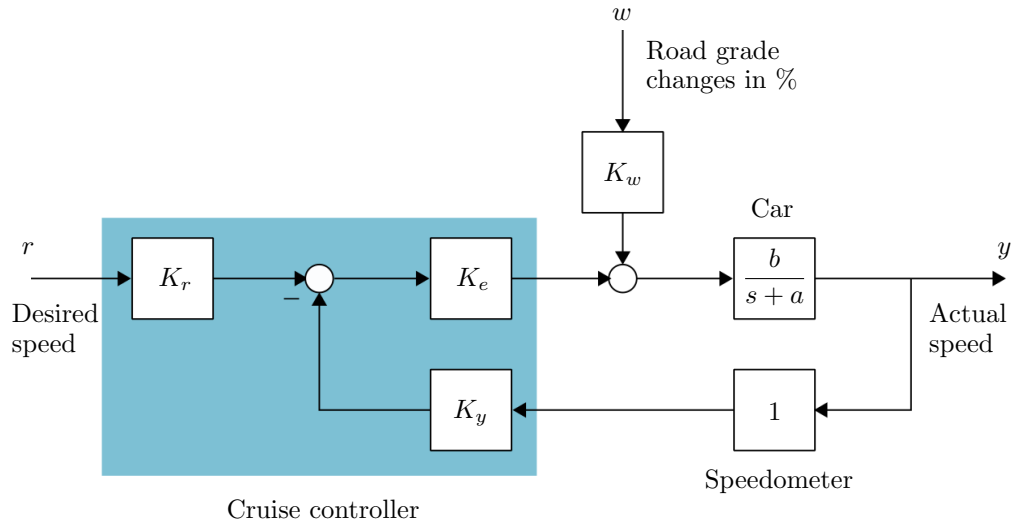 w
Road grade
changes in %
K_w
Car
r
K_r
−
K_e
b
s + a
y
Desired
speed
Actual
speed
K_y
1
Speedometer
Cruise controller